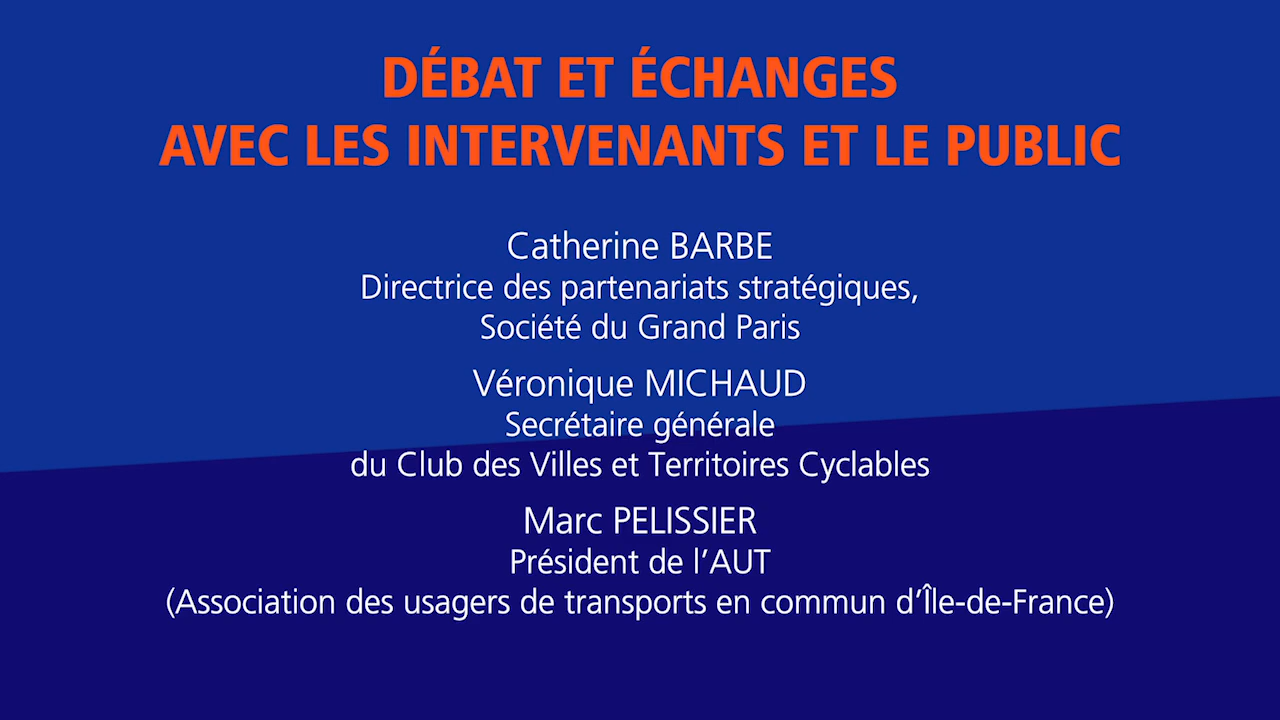 DÉBAT ET ÉCHANGES
AVEC LES INTERVENANTS ET LE PUBLIC
Catherine BARBE
Directrice des partenariats stratégiques,
Société du Grand Paris
Véronique MICHAUD
Secrétaire générale
du Club des Villes et Territoires Cyclables
Marc PELISSIER
Président de l’AUT
(Association des usagers de transports en commun d’Île-de-France)